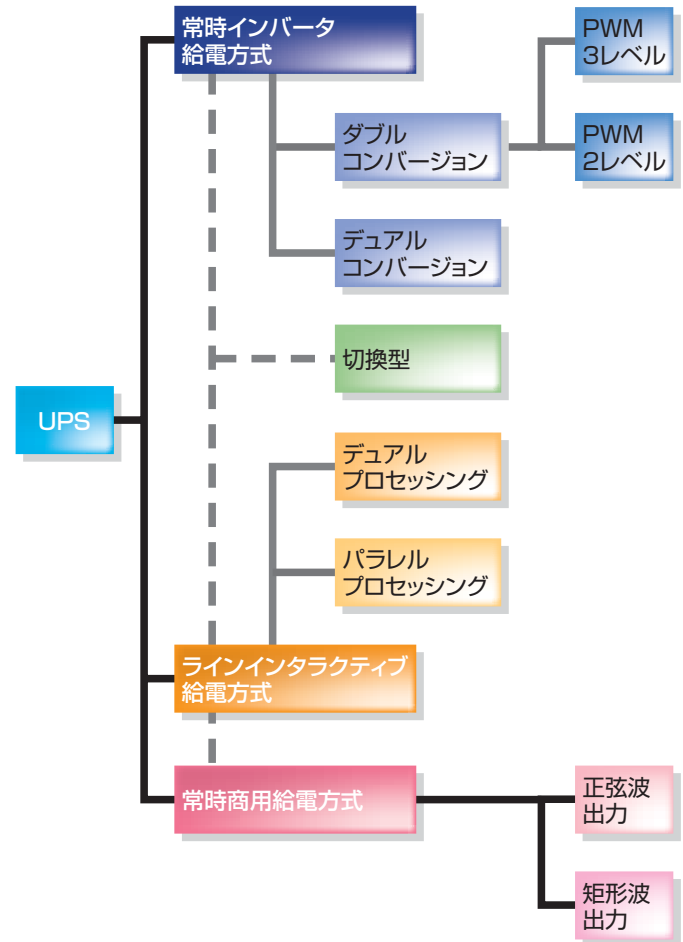 常時インバータ
給電方式
PWM
3レベル
ダブル
コンバージョン
PWM
2レベル
デュアル
コンバージョン
切換型
UPS
デュアル
プロセッシング
パラレル
プロセッシング
ラインインタラクティブ
給電方式
常時商用給電方式
正弦波
出力
矩形波
出力